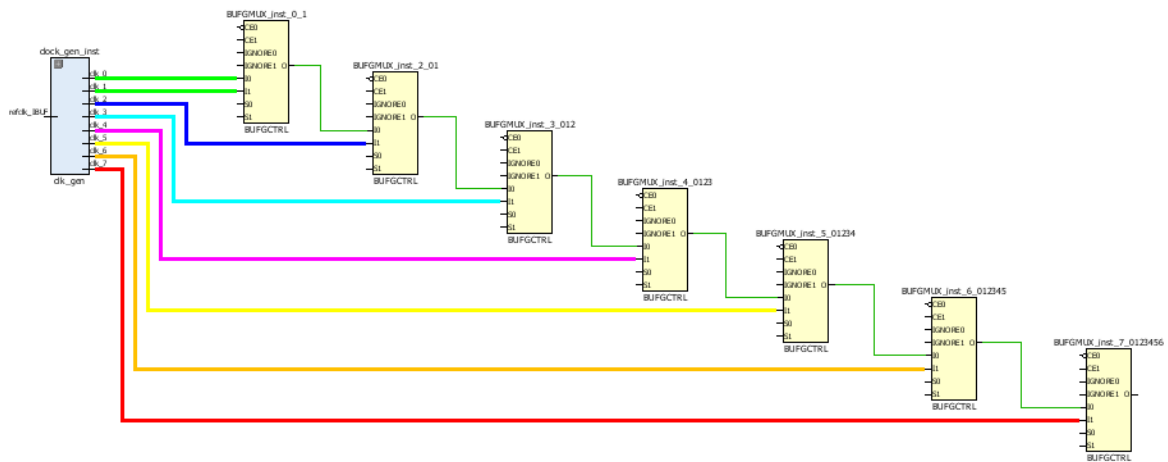 BUFGMUX_inst_0_1
CE0
CE1
IGNORE0
IGNORE1 O
I0
I1
S0
S1
BUFGCTRL
clock_gen_inst
refclk_IBUF
clk_0
clk_1
clk_2
clk_3
clk_4
clk_5
clk_6
clk_7
clk_gen
BUFGMUX_inst_2_01
CE0
CE1
IGNORE0
IGNORE1 O
I0
I1
S0
S1
BUFGCTRL
BUFGMUX_inst_3_012
CE0
CE1
IGNORE0
IGNORE1 O
I0
I1
S0
S1
BUFGCTRL
BUFGMUX_inst_4_0123
CE0
CE1
IGNORE0
IGNORE1 O
I0
I1
S0
S1
BUFGCTRL
BUFGMUX_inst_5_01234
CE0
CE1
IGNORE0
IGNORE1 O
I0
I1
S0
S1
BUFGCTRL
BUFGMUX_inst_6_012345
CE0
CE1
IGNORE0
IGNORE1 O
I0
I1
S0
S1
BUFGCTRL
BUFGMUX_inst_7_0123456
CE0
CE1
IGNORE0
IGNORE1 O
I0
I1
S0
S1
BUFGCTRL